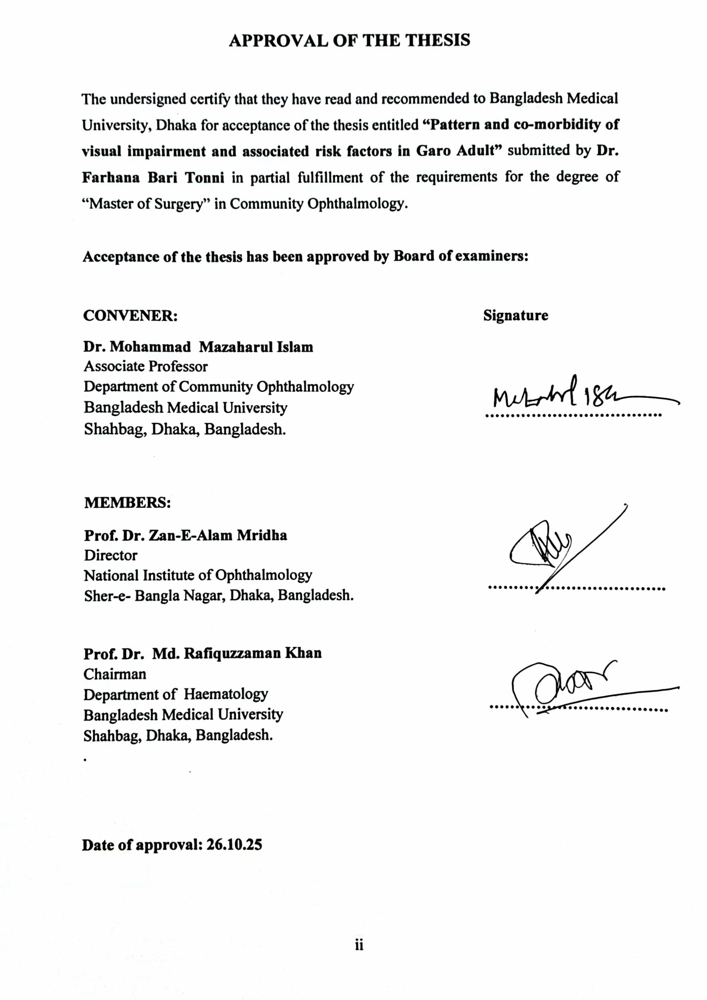 APPROVAL OF THE THESIS
The undersigned certify that they have read and recommended to Bangladesh Medical
University, Dhaka for acceptance of the thesis entitled “Pattern and co-morbidity of
visual impairment and associated risk factors in Garo Adult” submitted by Dr.
Farhana Bari Tonni in partial fulfillment of the requirements for the degree of
“Master of Surgery” in Community Ophthalmology.
Acceptance of the thesis has been approved by Board of examiners:
CONVENER: Signature
Dr. Mohammad Mazaharul Islam
Associate Professor
Department of Community Ophthalmology
Bangladesh Medical University
Shahbag, Dhaka, Bangladesh.
MEMBERS:
Prof. Dr. Zan-E-Alam Mridha
Director
National Institute of Ophthalmology
Sher-e- Bangla Nagar, Dhaka, Bangladesh.
Prof. Dr. Md. Rafiquzzaman Khan
Chairman
Department of Haematology
Bangladesh Medical University
Shahbag, Dhaka, Bangladesh.
.
Date of approval: 26.10.25
ii